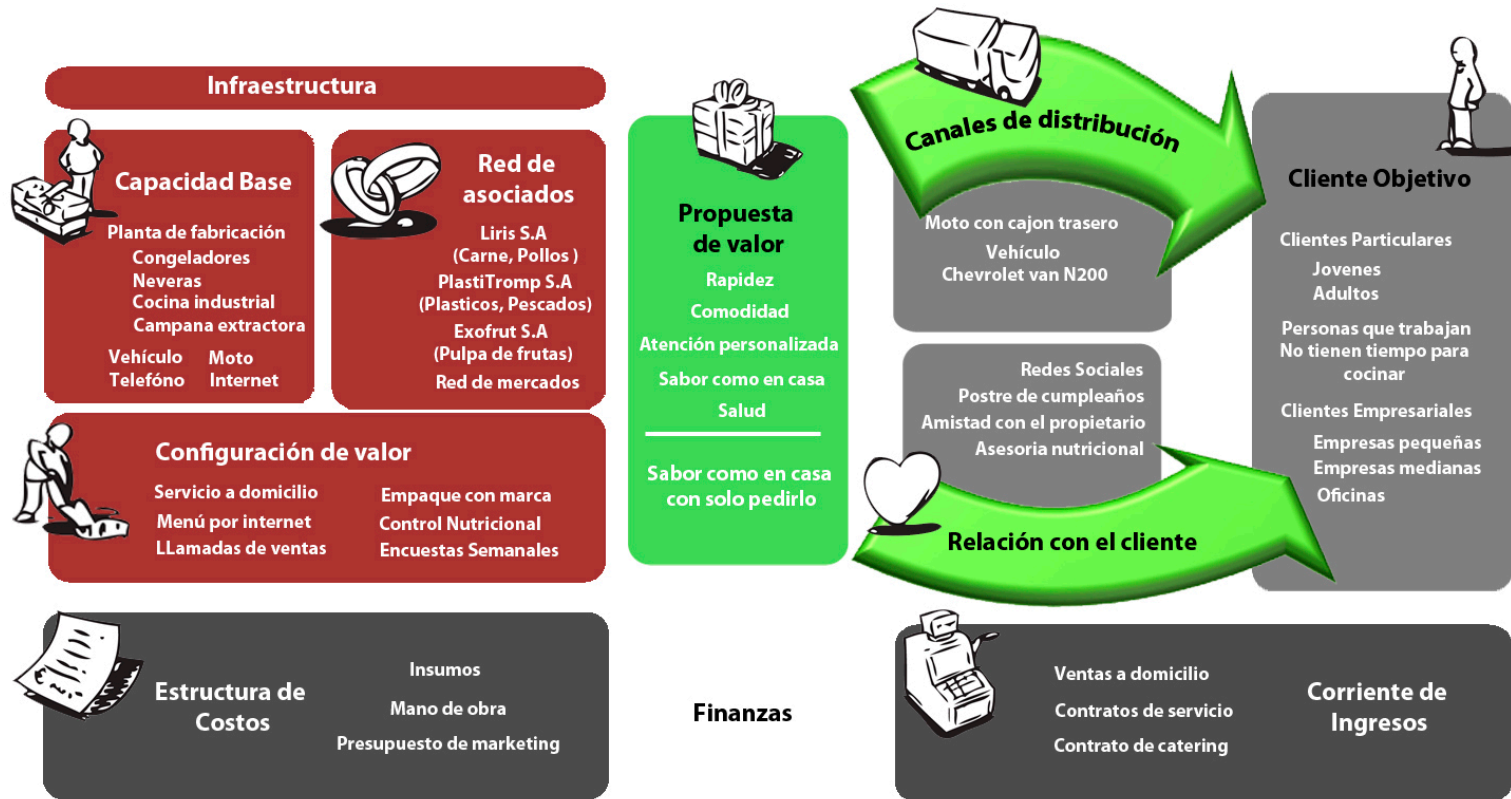 Infraestructura
Capacidad Base
Planta de fabricación
Congeladores
Neveras
Cocina industrial
Campana extractora
Vehículo Moto
Telefóno Internet
Red de
asociados
Liris S.A
(Carne, Pollos )
PlastiTromp S.A
(Plasticos, Pescados)
Exofrut S.A
(Pulpa de frutas)
Red de mercados
Configuración de valor
Servicio a domicilio
Menú por internet
LLamadas de ventas
Empaque con marca
Control Nutricional
Encuestas Semanales
Propuesta
de valor
Rapidez
Comodidad
Atención personalizada
Sabor como en casa
Salud
Sabor como en casa
con solo pedirlo
Canales de distribución
Moto con cajon trasero
Vehículo
Chevrolet van N200
Redes Sociales
Postre de cumpleaños
Amistad con el propietario
Asesoria nutricional
Relación con el cliente
Cliente Objetivo
Clientes Particulares
Jovenes
Adultos
Personas que trabajan
No tienen tiempo para
cocinar
Clientes Empresariales
Empresas pequeñas
Empresas medianas
Oficinas
Estructura de
Costos
Insumos
Mano de obra
Presupuesto de marketing
Finanzas
Ventas a domicilio
Contratos de servicio
Contrato de catering
Corriente de
Ingresos